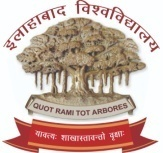 इलाहाबाद विश्वविद्यालय
QUOT RAMI TOT ARBORES
यावत्यः शाखास्तावन्तो वृक्षाः